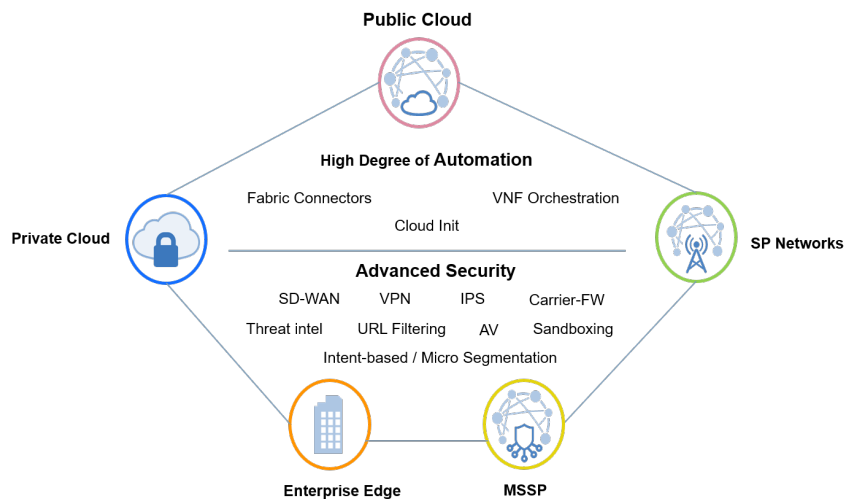 Public Cloud
High Degree of Automation
Fabric Connectors
VNF Orchestration
Cloud Init
Private Cloud
SP Networks
Advanced Security
SD-WAN VPN IPS Carrier-FW
Threat intel URL Filtering AV Sandboxing
Intent-based / Micro Segmentation
Enterprise Edge
MSSP